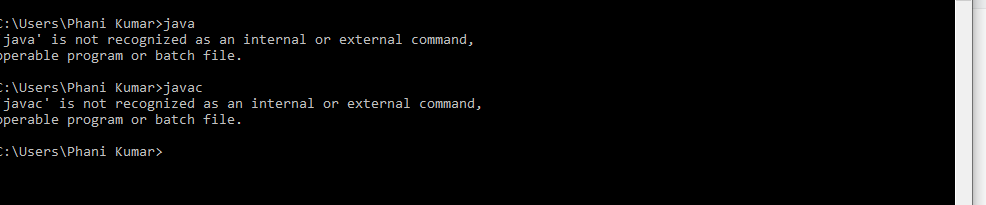 C:\Users\Phani Kumar>java
'java' is not recognized as an internal or external command,
operable program or batch file.
C:\Users\Phani Kumar>javac
'javac' is not recognized as an internal or external command,
operable program or batch file.
C:\Users\Phani Kumar>